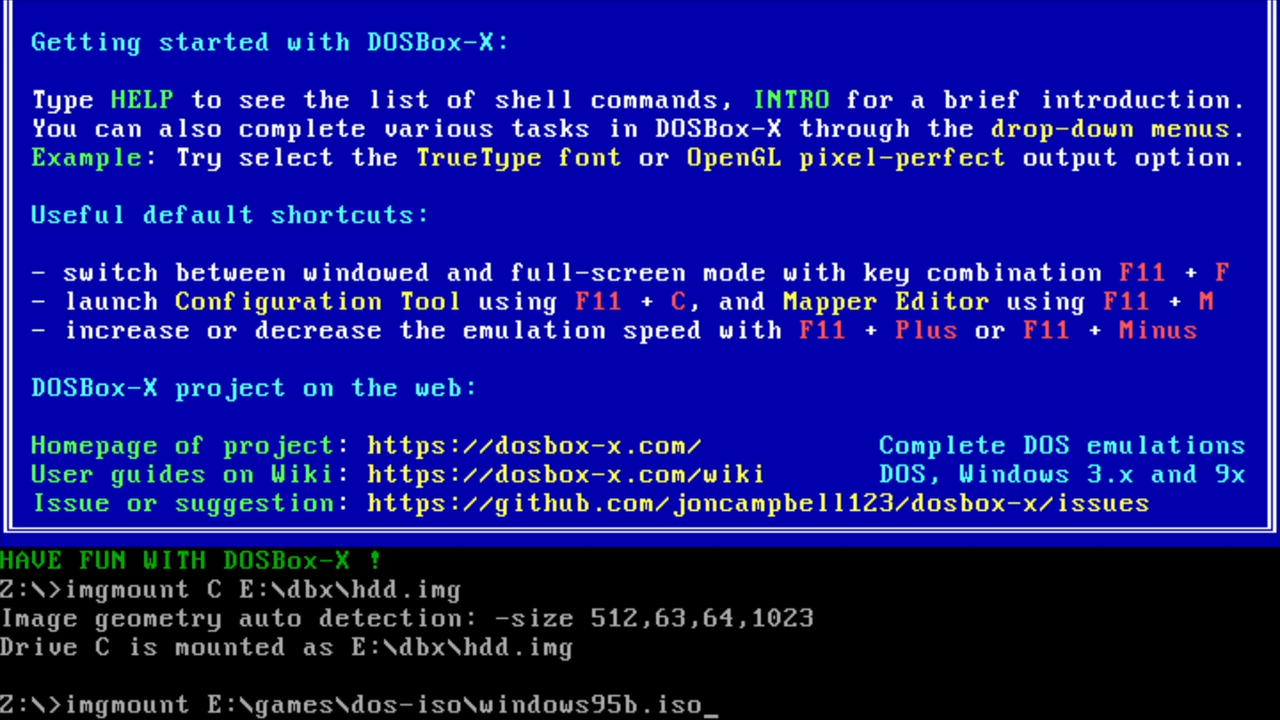 Getting started with DOSBox-X:
Type HELP to see the list of shell commands, INTRO for a brief introduction.
You can also complete various tasks in DOSBox-X through the drop-down menus.
Example: Try select the TrueType font or OpenGL pixel-perfect output option.
Useful default shortcuts:
- switch between windowed and full-screen mode with key combination F11 + F
- launch Configuration Tool using F11 + C, and Mapper Editor using F11 + M
- increase or decrease the emulation speed with F11 + Plus or F11 + Minus
DOSBox-X project on the web:
Homepage of project: https://dosbox-x.com/ Complete DOS emulations
User guides on Wiki: https://dosbox-x.com/wiki DOS, Windows 3.x and 9x
Issue or suggestion: https://github.com/joncampbell123/dosbox-x/issues
HAVE FUN WITH DOSBox-X !
Z:\>imgmount C E:\dbx\hdd.img
Image geometry auto detection: -size 512,63,64,1023
Drive C is mounted as E:\dbx\hdd.img
Z:\>imgmount E:\games\dos-iso\windows95b.iso_